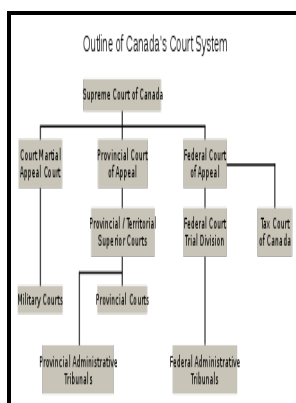 Outline of Canada's Court System
Supreme Court of Canada
Court Martial
Appeal Court
Provincial Court
of Appeal
Federal Court
of Appeal
Provincial / Territorial
Superior Courts
Federal Court
Trial Division
Tax Court
of Canada
Military Courts
Provincial Courts
Provincial Administrative
Tribunals
Federal Administrative
Tribunals